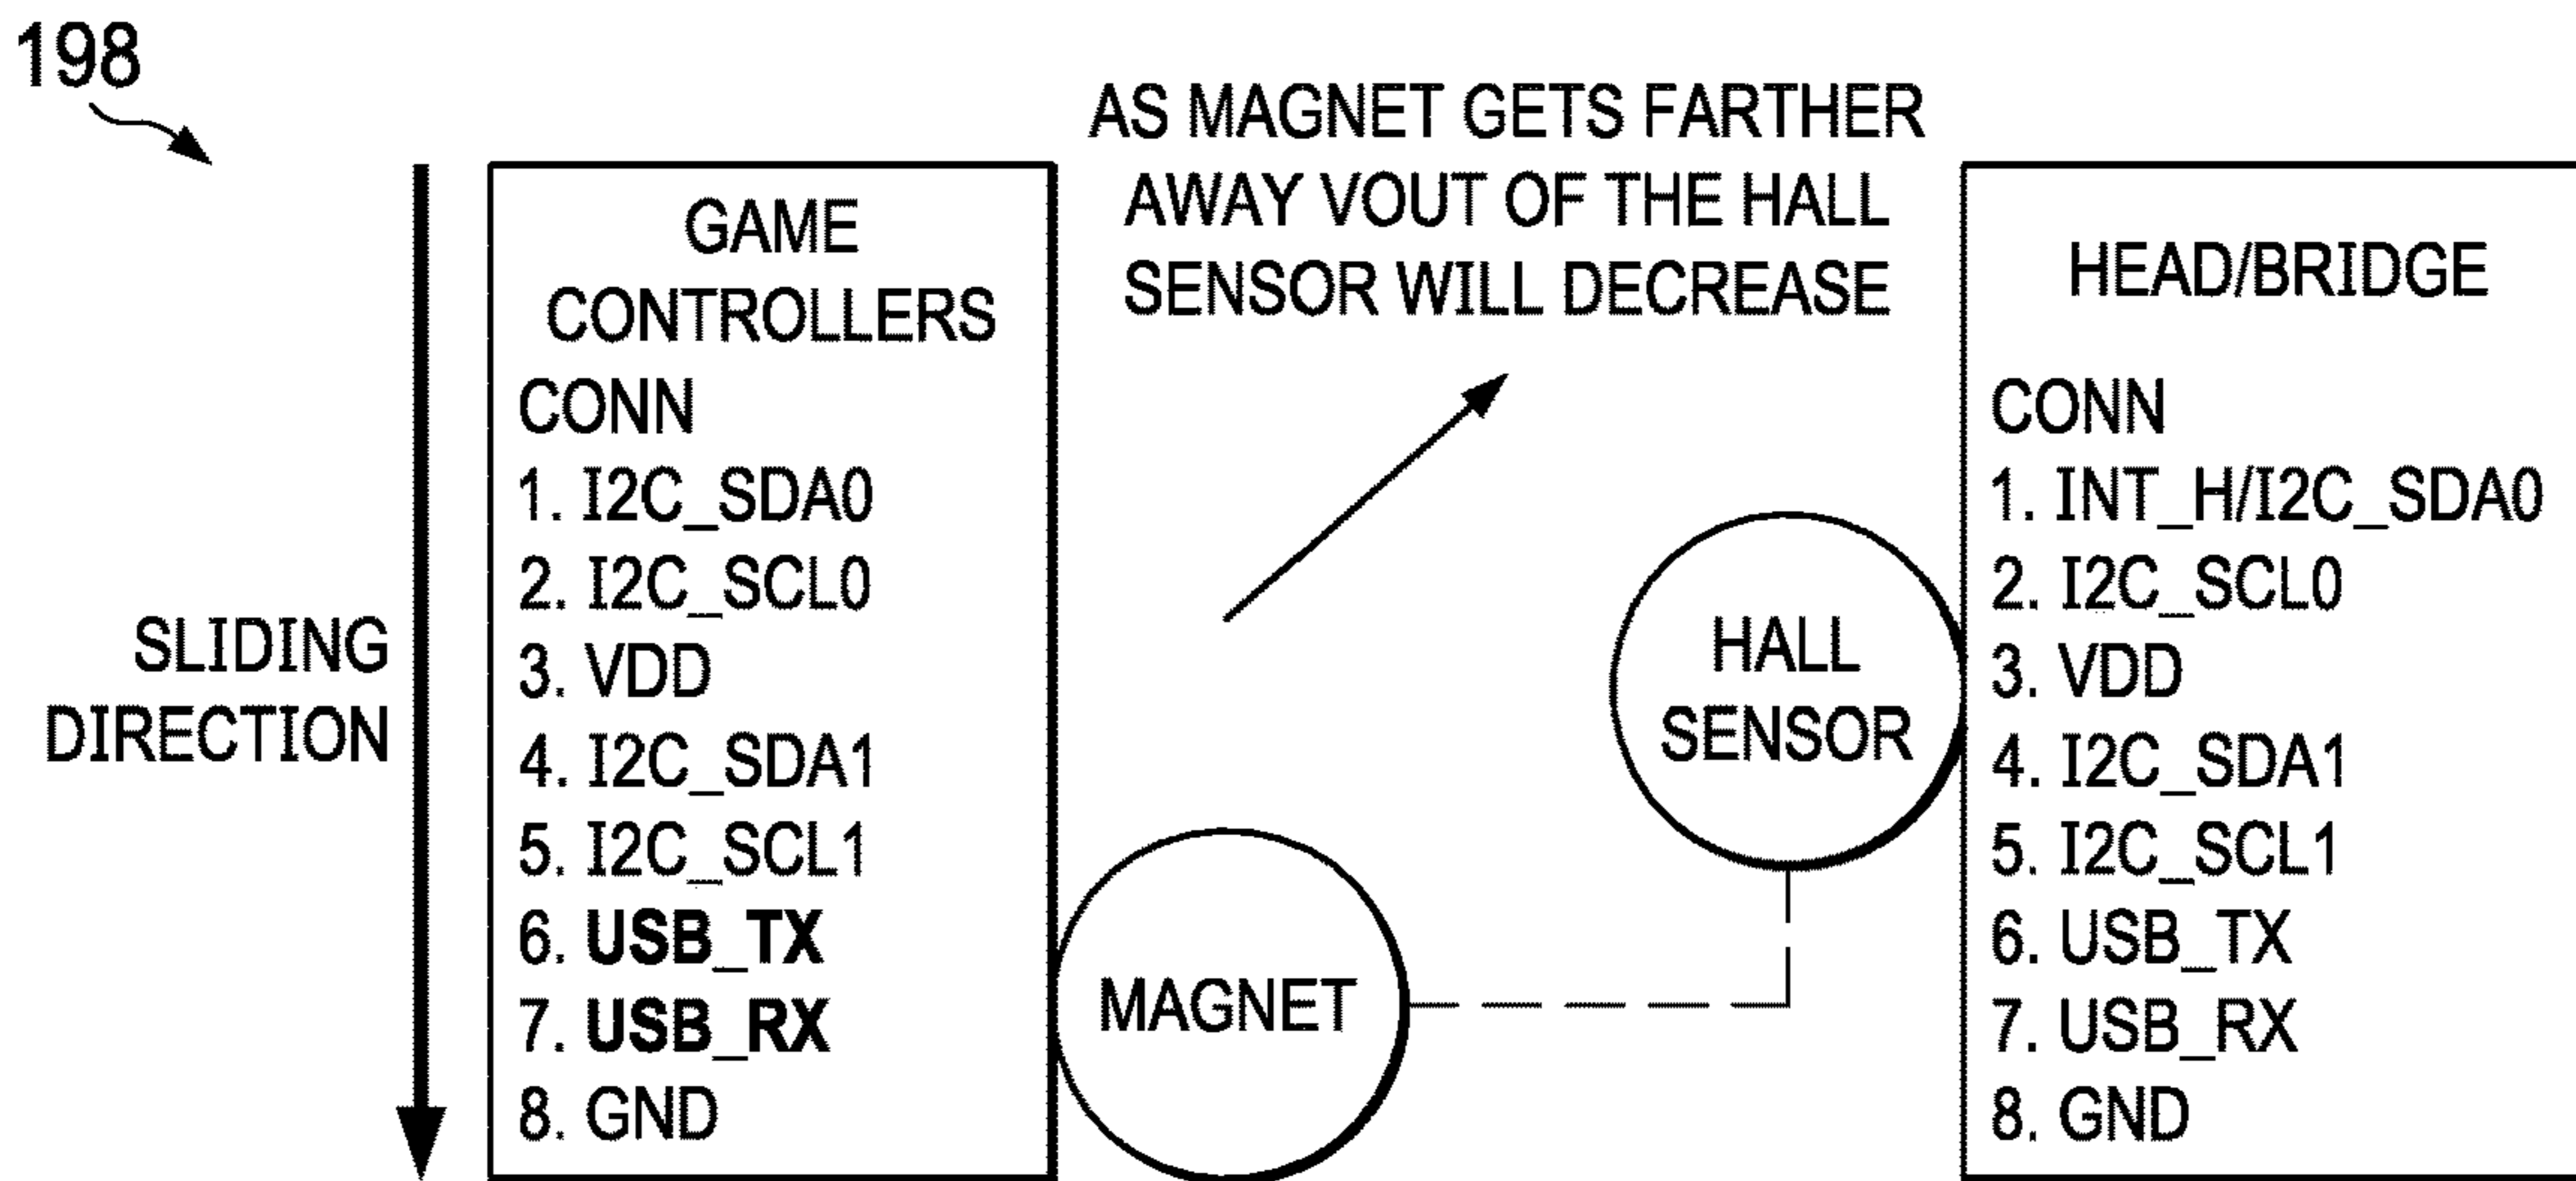 198
SLIDING
DIRECTION
GAME
CONTROLLERS
CONN
1. I2C_SDA0
2. I2C_SCL0
3. VDD
4. I2C_SDA1
5. I2C_SCL1
6. USB_TX
7. USB_RX
8. GND
AS MAGNET GETS FARTHER
AWAY VOUT OF THE HALL
SENSOR WILL DECREASE
MAGNET
HALL
SENSOR
HEAD/BRIDGE
CONN
1. INT_H/I2C_SDA0
2. I2C_SCL0
3. VDD
4. I2C_SDA1
5. I2C_SCL1
6. USB_TX
7. USB_RX
8. GND